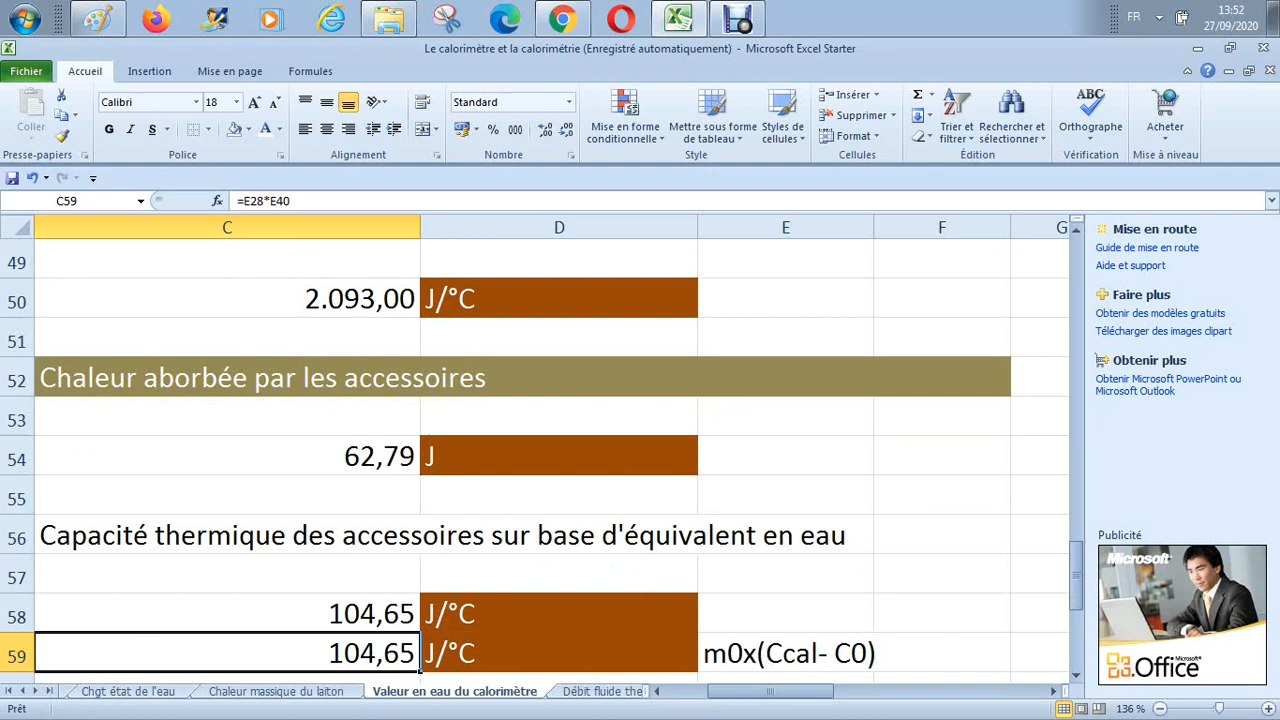 FR
13:52
27/09/2020
Le calorimètre et la calorimétrie (Enregistré automatiquement) - Microsoft Excel Starter
Fichier Accueil Insertion Mise en page Formules
Calibri 18 Standard
Coller
G I S
% 000
Mise en forme conditionnelle
Mettre sous forme de tableau
Styles de cellules
Insérer
Supprimer
Format
Σ
Trier et filtrer
Rechercher et sélectionner
ABC
Orthographe
Acheter
Presse-papiers Police Alignement Nombre Style Cellules Édition Vérification Mise à niveau
C59 fx =E28*E40
C D E F G
49
50 2.093,00 J/°C
51
52 Chaleur aborbée par les accessoires
53
54 62,79 J
55
56 Capacité thermique des accessoires sur base d'équivalent en eau
57
58 104,65 J/°C
59 104,65 J/°C m0x(Ccal- C0)
Mise en route
Guide de mise en route
Aide et support
Faire plus
Obtenir des modèles gratuits
Télécharger des images clipart
Obtenir plus
Obtenir Microsoft PowerPoint ou
Microsoft Outlook
Publicité
Microsoft
Microsoft
Office
Chgt état de l'eau Chaleur massique du laiton Valeur en eau du calorimètre Débit fluide the
Prêt 136 %